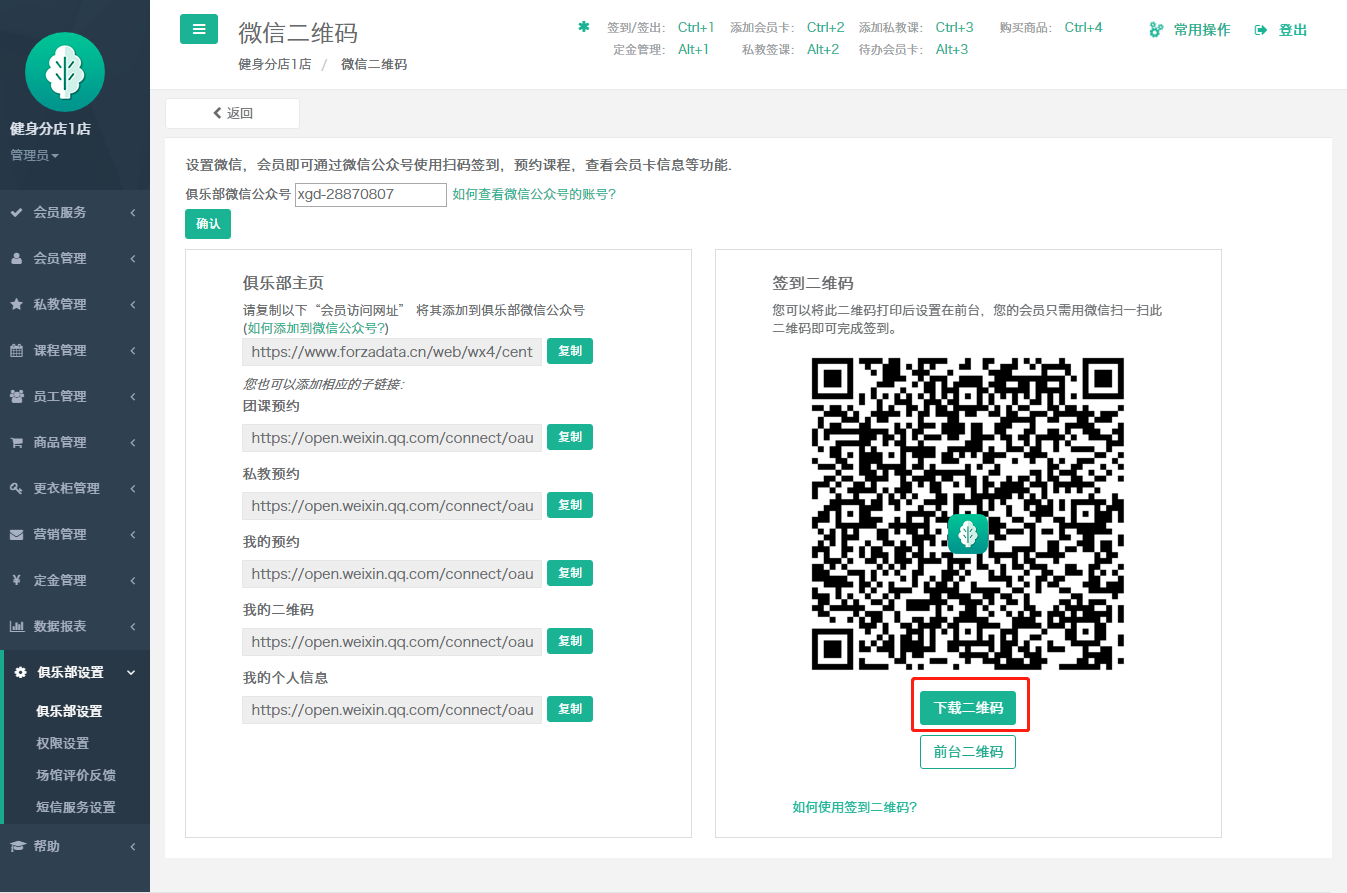 健身分店1店
管理员
会员服务
会员管理
私教管理
课程管理
员工管理
商品管理
更衣柜管理
营销管理
定金管理
数据报表
俱乐部设置
俱乐部设置
权限设置
场馆评价反馈
短信服务设置
帮助
微信二维码
健身分店1店 / 微信二维码
签到/签出： Ctrl+1 添加会员卡： Ctrl+2 添加私教课： Ctrl+3 购买商品： Ctrl+4
定金管理： Alt+1 私教签课： Alt+2 待办会员卡： Alt+3
常用操作 登出
返回
设置微信，会员即可通过微信公众号使用扫码签到，预约课程，查看会员卡信息等功能.
俱乐部微信公众号 xgd-28870807 如何查看微信公众号的账号?
确认
俱乐部主页
请复制以下“会员访问网址” 将其添加到俱乐部微信公众号
(如何添加到微信公众号?)
https://www.forzadata.cn/web/wx4/cent 复制
您也可以添加相应的子链接:
团课预约
https://open.weixin.qq.com/connect/oau 复制
私教预约
https://open.weixin.qq.com/connect/oau 复制
我的预约
https://open.weixin.qq.com/connect/oau 复制
我的二维码
https://open.weixin.qq.com/connect/oau 复制
我的个人信息
https://open.weixin.qq.com/connect/oau 复制
签到二维码
您可以将此二维码打印后设置在前台，您的会员只需用微信扫一扫此
二维码即可完成签到。
下载二维码
前台二维码
如何使用签到二维码?